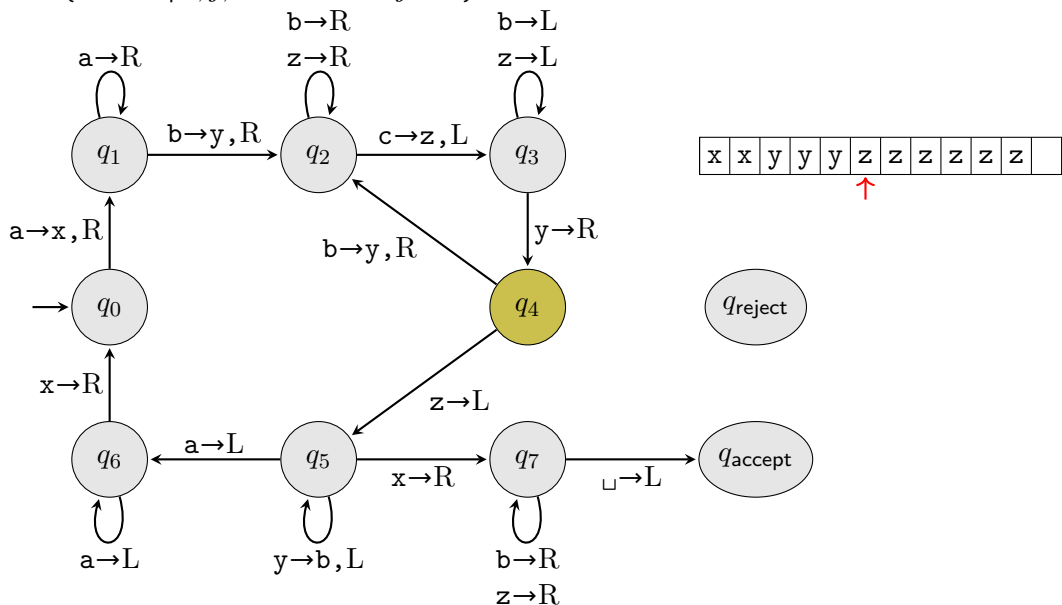 b→R b→L
a→R z→R z→L
q1 b→y,R q2 c→z,L q3 x x y y y z z z z z z
↑
a→x,R b→y,R y→R
q0 q4 qreject
x→R z→L
q6 a→L q5 x→R q7 ␣→L qaccept
a→L y→b,L b→R
z→R